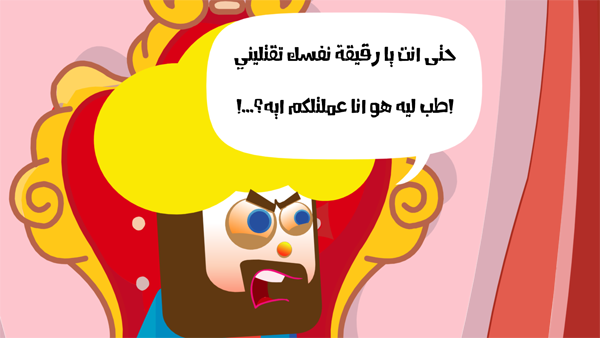 حتى انت يا رقيقة نفسك تقتليني
!طب ليه هو انا عملتلكم ايه؟...!